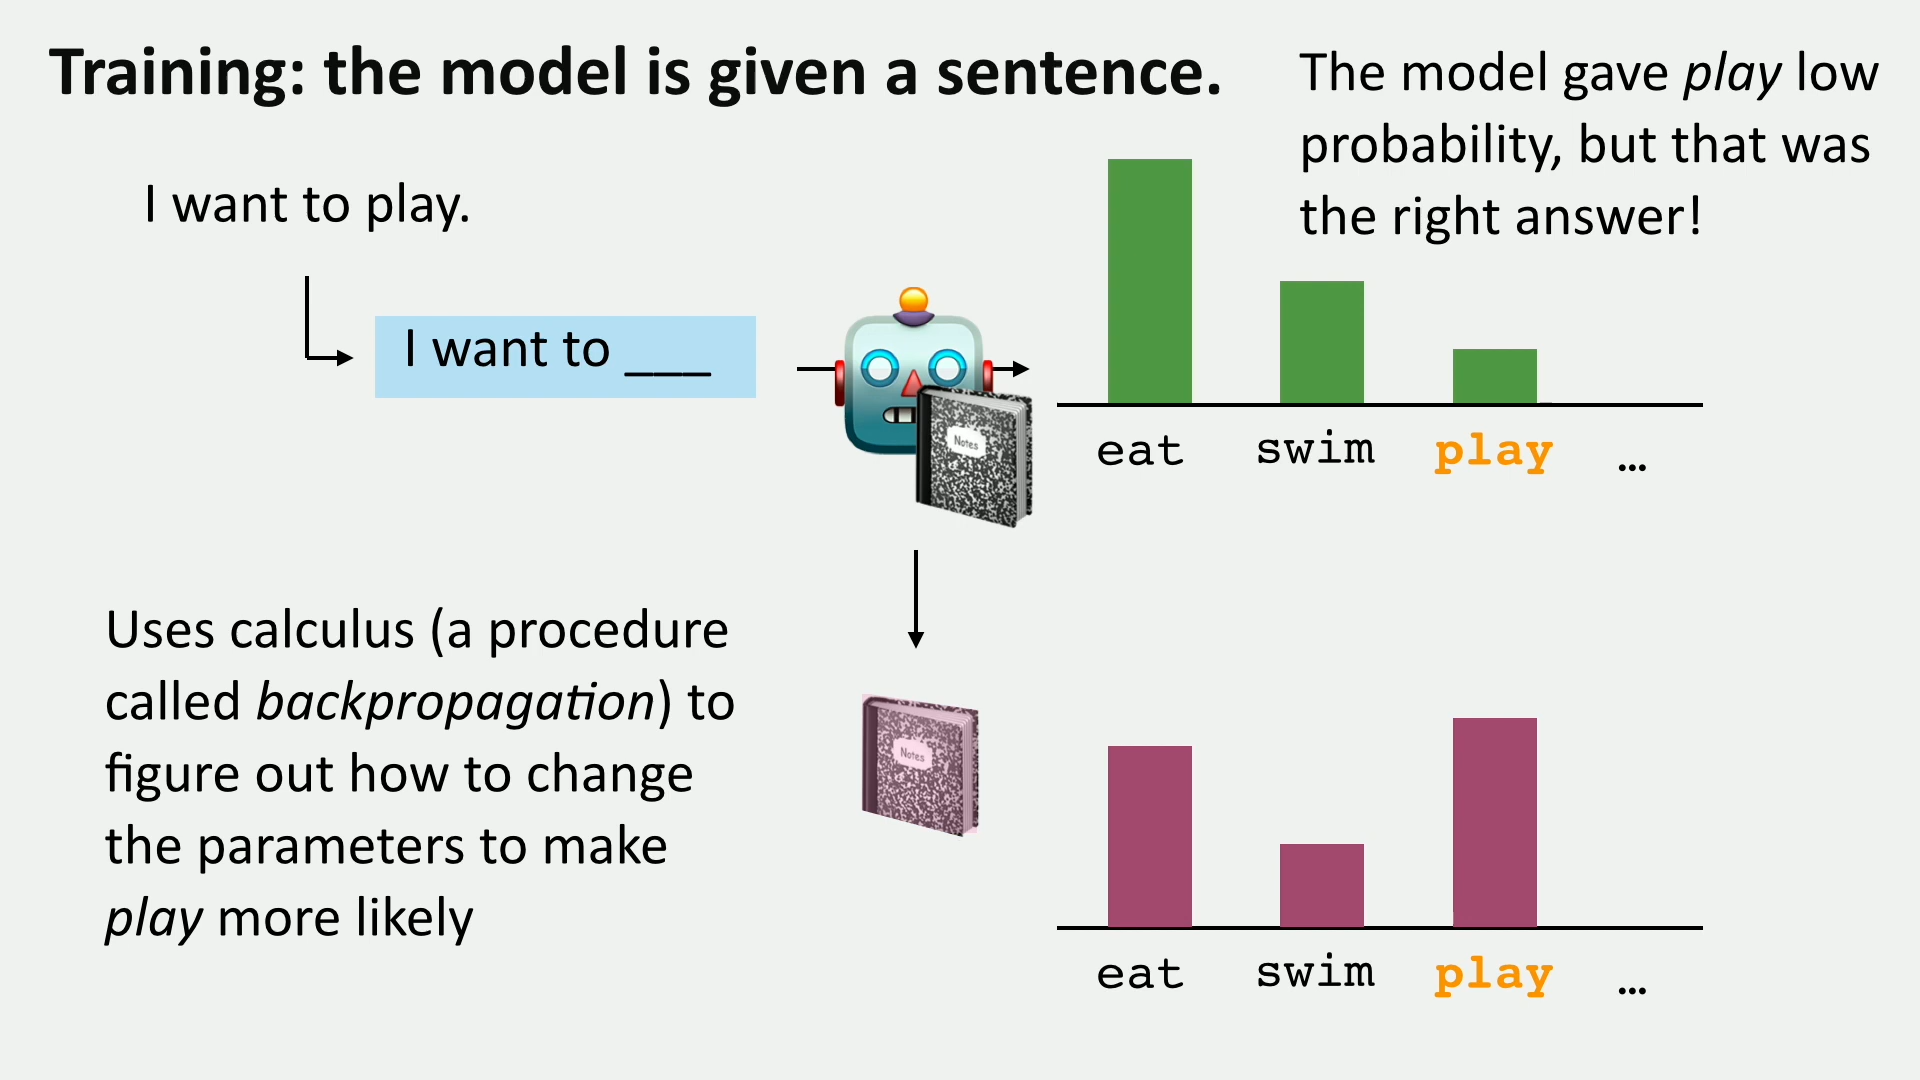 Training: the model is given a sentence.
The model gave play low
probability, but that was
the right answer!
I want to play.
I want to ___
Notes
eat swim play …
Uses calculus (a procedure
called backpropagation) to
figure out how to change
the parameters to make
play more likely
Notes
eat swim play …